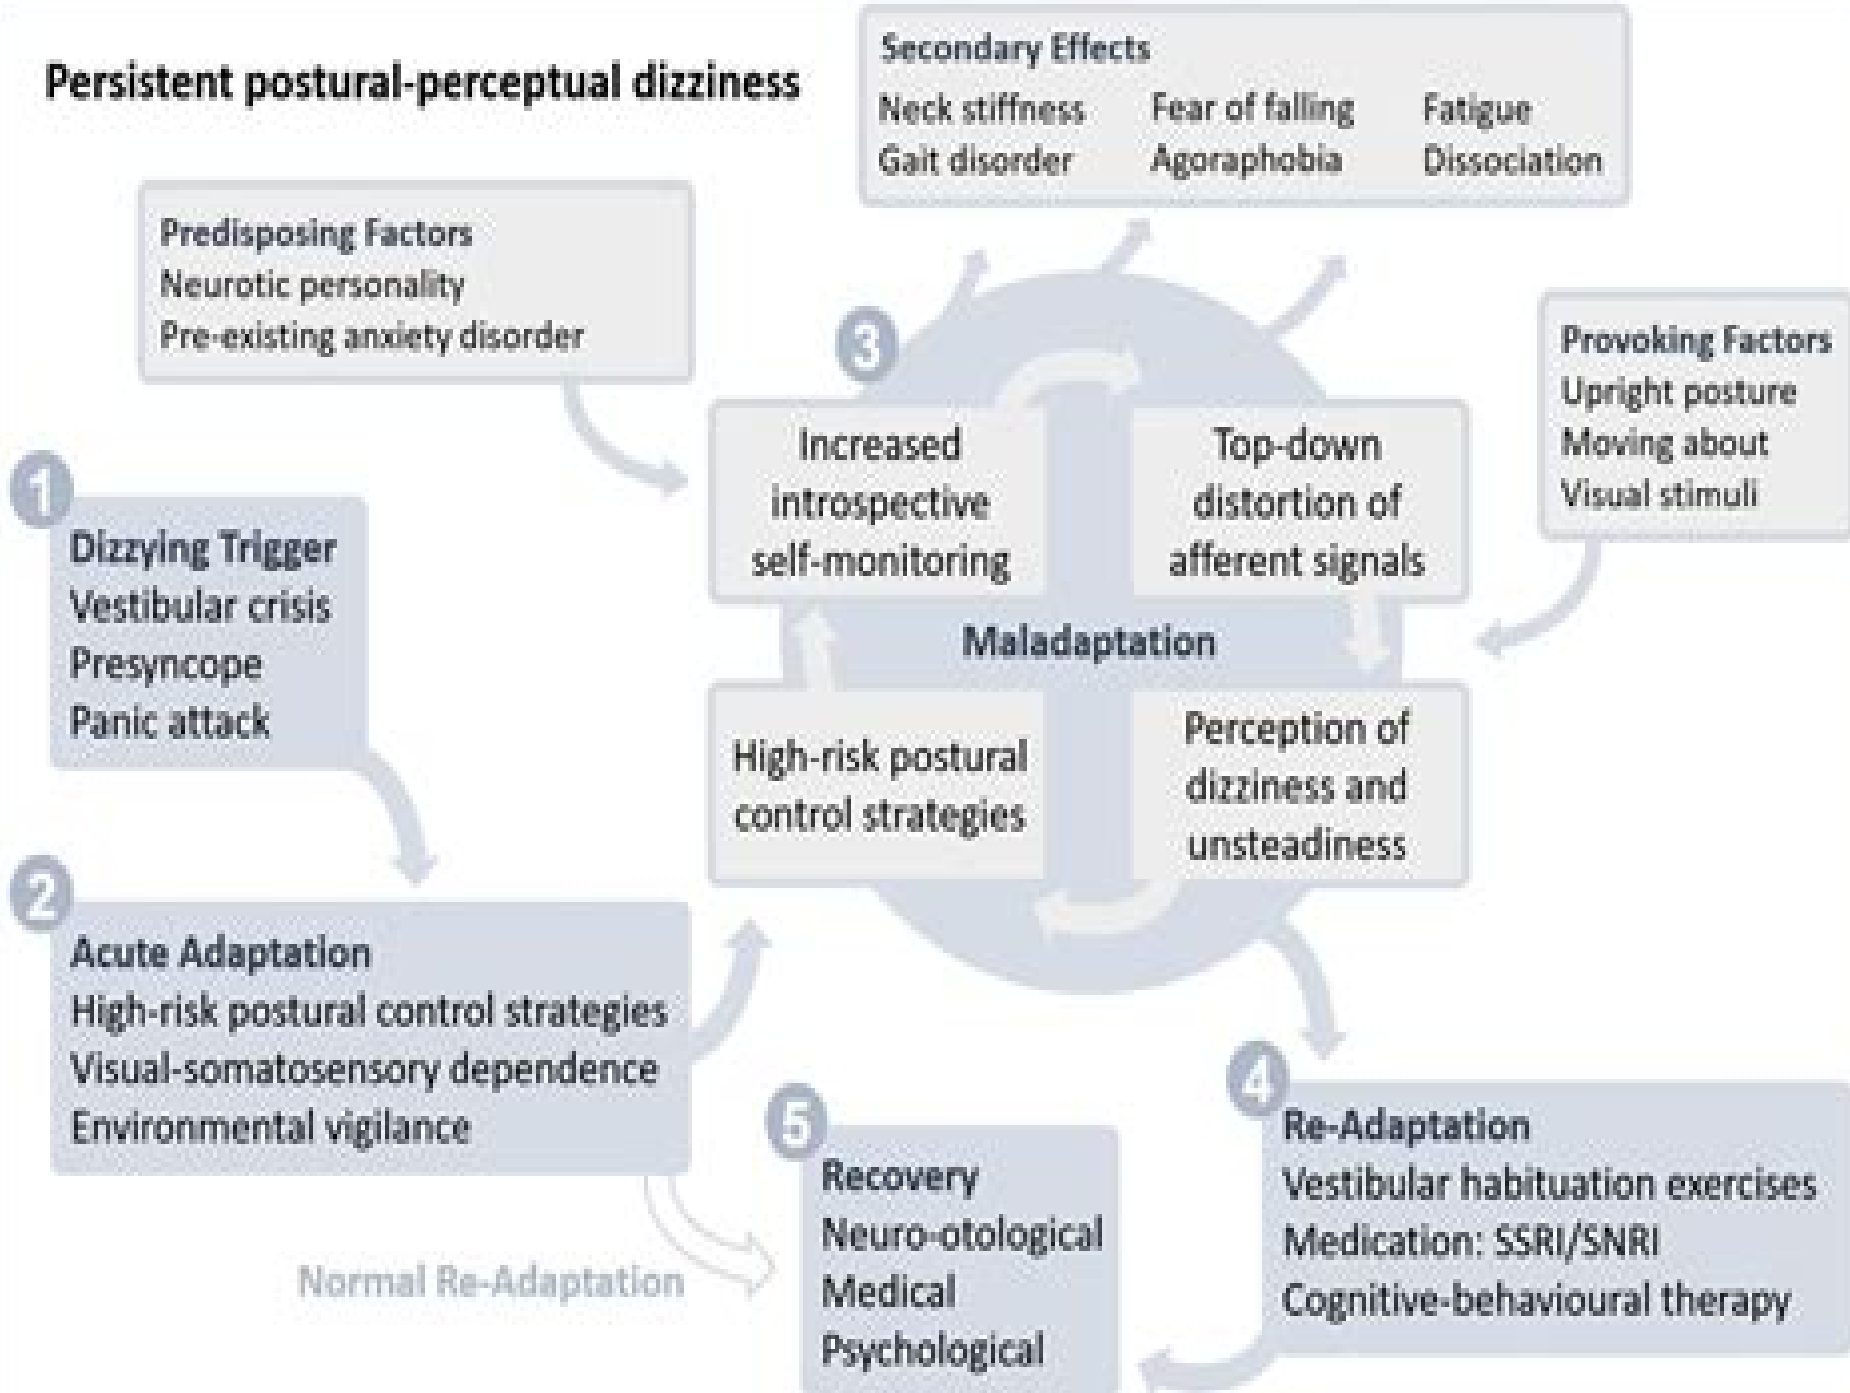 Persistent postural-perceptual dizziness
Secondary Effects
Neck stiffness Fear of falling Fatigue
Gait disorder Agoraphobia Dissociation
Predisposing Factors
Neurotic personality
Pre-existing anxiety disorder
Provoking Factors
Upright posture
Moving about
Visual stimuli
1
Dizzying Trigger
Vestibular crisis
Presyncope
Panic attack
2
Acute Adaptation
High-risk postural control strategies
Visual-somatosensory dependence
Environmental vigilance
Normal Re-Adaptation
3
Increased
introspective
self-monitoring
Top-down
distortion of
afferent signals
Maladaptation
High-risk postural
control strategies
Perception of
dizziness and
unsteadiness
4
Re-Adaptation
Vestibular habituation exercises
Medication: SSRI/SNRI
Cognitive-behavioural therapy
5
Recovery
Neuro-otological
Medical
Psychological